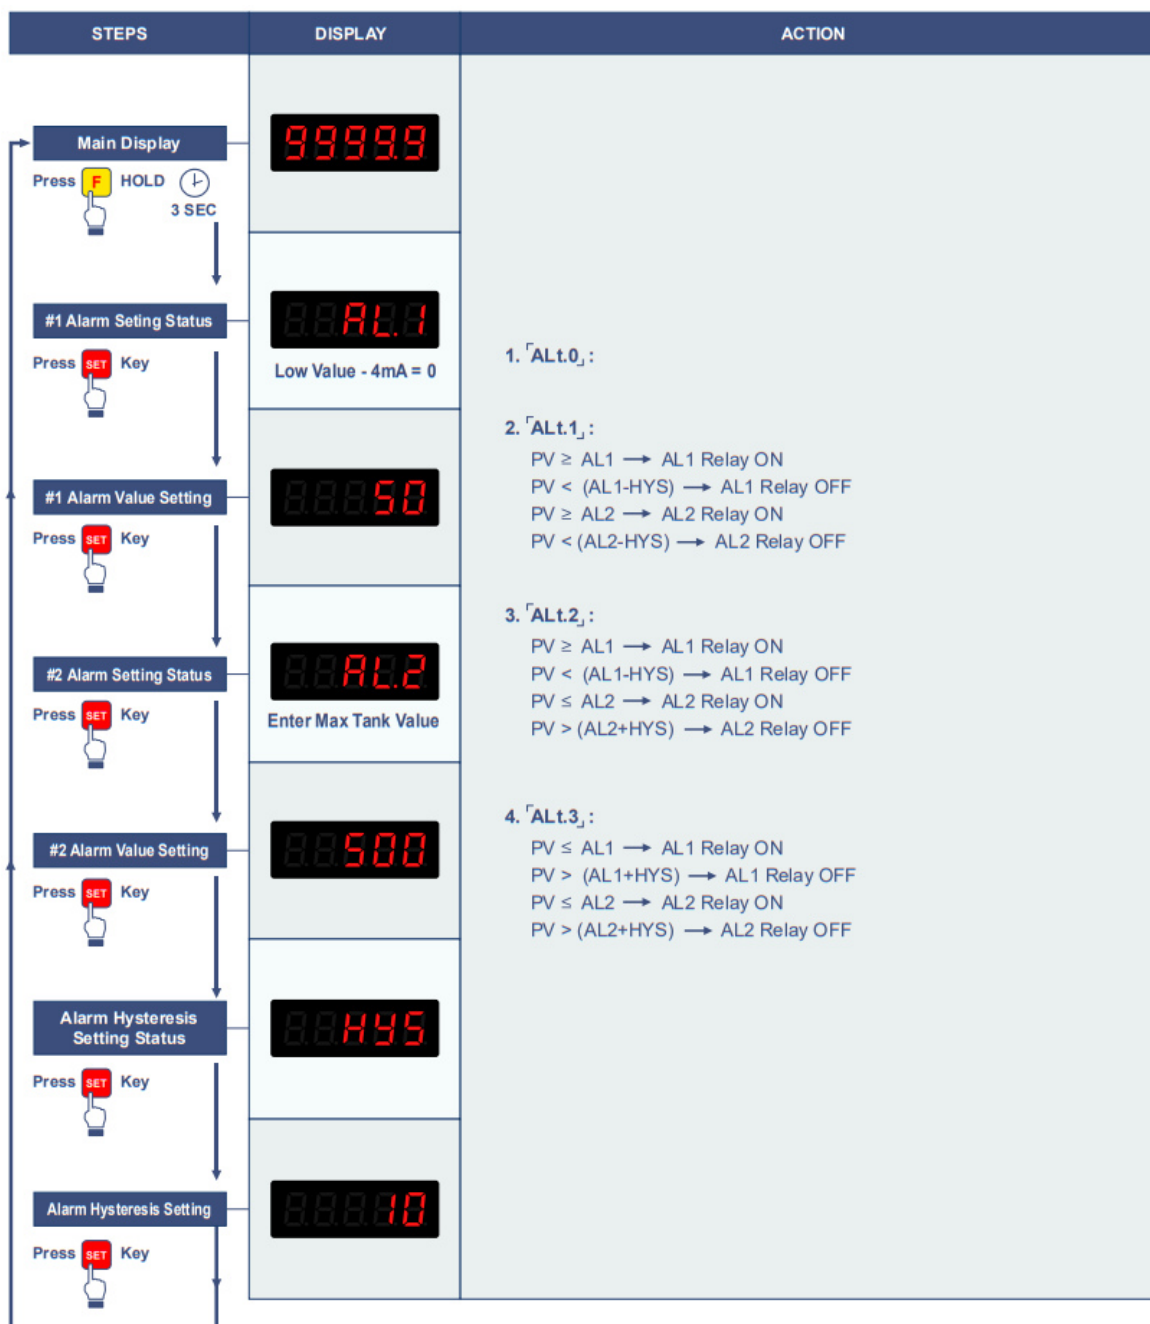 STEPS DISPLAY ACTION
Main Display
9999.9
Press F HOLD
3 SEC
#1 Alarm Seting Status
AL.1
Press SET Key
Low Value - 4mA = 0
#1 Alarm Value Setting
50
Press SET Key
#2 Alarm Setting Status
AL.2
Press SET Key
Enter Max Tank Value
#2 Alarm Value Setting
500
Press SET Key
Alarm Hysteresis
Setting Status
HYS
Press SET Key
Alarm Hysteresis Setting
10
Press SET Key
1. 「ALt.0」:
2. 「ALt.1」:
PV ≥ AL1 → AL1 Relay ON
PV < (AL1-HYS) → AL1 Relay OFF
PV ≥ AL2 → AL2 Relay ON
PV < (AL2-HYS) → AL2 Relay OFF
3. 「ALt.2」:
PV ≥ AL1 → AL1 Relay ON
PV < (AL1-HYS) → AL1 Relay OFF
PV ≤ AL2 → AL2 Relay ON
PV > (AL2+HYS) → AL2 Relay OFF
4. 「ALt.3」:
PV ≤ AL1 → AL1 Relay ON
PV > (AL1+HYS) → AL1 Relay OFF
PV ≤ AL2 → AL2 Relay ON
PV > (AL2+HYS) → AL2 Relay OFF